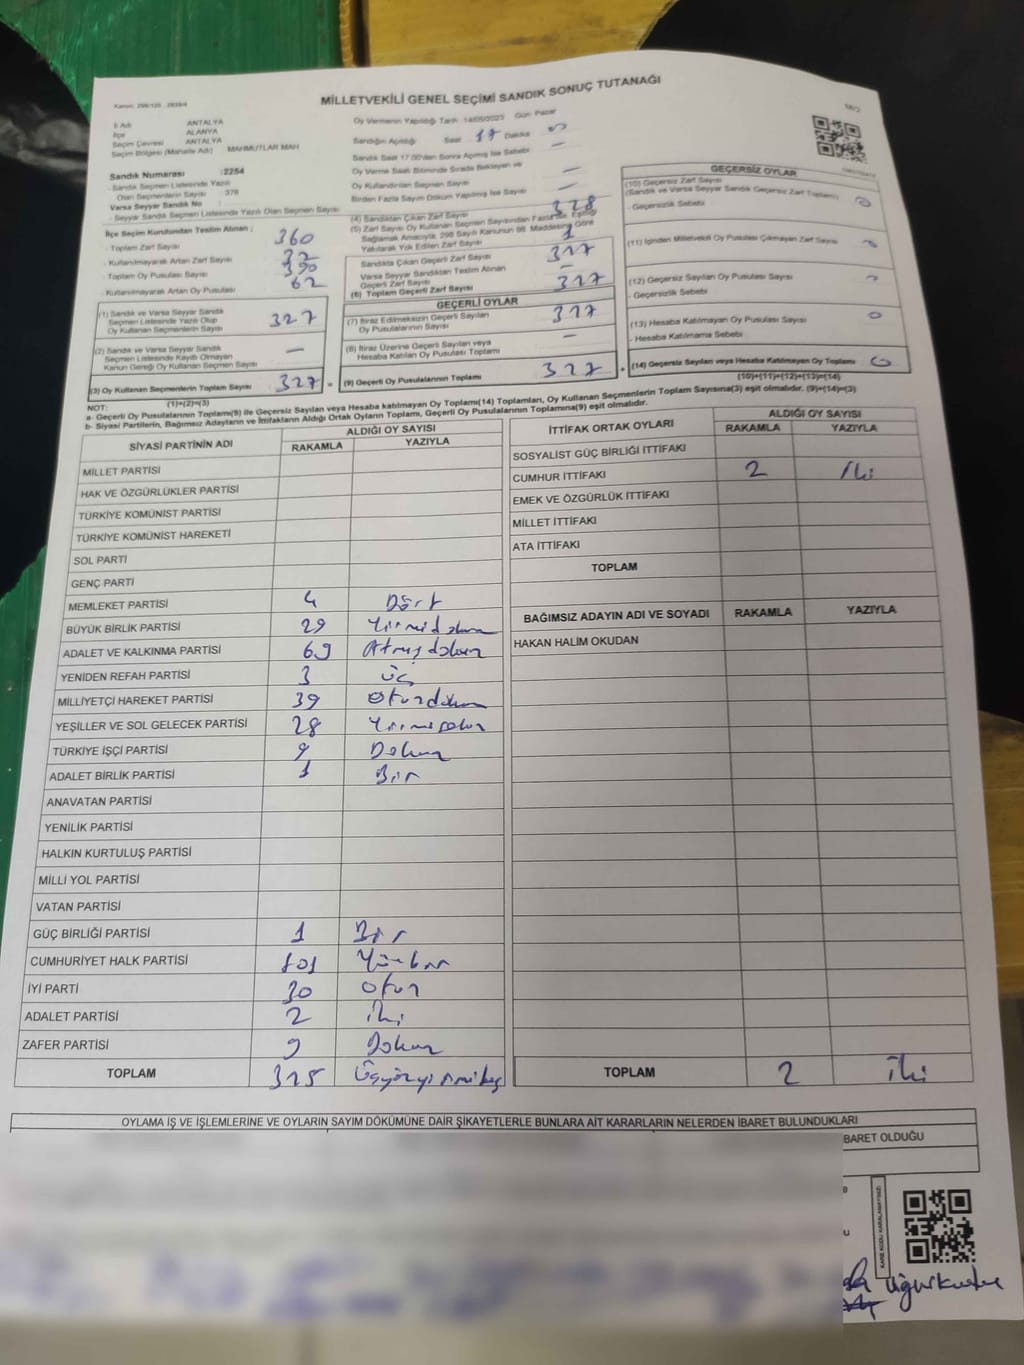 Kanun: 298/105 , 2839/4
MİLLETVEKİLİ GENEL SEÇİMİ SANDIK SONUÇ TUTANAĞI
İl Adı ANTALYA
İlçe ALANYA
Seçim Çevresi ANTALYA
Seçim Bölgesi (Mahalle Adı) MAHMUTLAR MAH
Oy Vermenin Yapıldığı Tarih: 14/05/2023 Gün: Pazar
Sandığın Açıldığı Saat 17 Dakika
Sandık Saat 17.00'den Sonra Açılmış İse Sebebi —
Oy Verme Saati Bitiminde Sırada Bekleyen ve
Oy Kullandırılan Seçmen Sayısı —
Birden Fazla Sayım Döküm Yapılmış İse Sayısı —
Sandık Numarası :2254
- Sandık Seçmen Listesinde Yazılı
Olan Seçmenlerin Sayısı : 376
Varsa Seyyar Sandık No :
- Seyyar Sandık Seçmen Listesinde Yazılı Olan Seçmen Sayısı:
İlçe Seçim Kurulundan Teslim Alınan ;
- Toplam Zarf Sayısı 360
- Kullanılmayarak Artan Zarf Sayısı 32
- Toplam Oy Pusulası Sayısı 390
- Kullanılmayarak Artan Oy Pusulası 62
(1) Sandık ve Varsa Seyyar Sandık
Seçmen Listesinde Yazılı Olup
Oy Kullanan Seçmenlerin Sayısı 327
(2) Sandık ve Varsa Seyyar Sandık
Seçmen Listesinde Kaydı Olmayan
Kanun Gereği Oy Kullanan Seçmen Sayısı —
(3) Oy Kullanan Seçmenlerin Toplam Sayısı 327 =
(1)+(2)=(3)
(4) Sandıktan Çıkan Zarf Sayısı 328
(5) Zarf Sayısı Oy Kullanan Seçmen Sayısından Fazla ise, Eşitliği
Sağlamak Amacıyla, 298 Sayılı Kanunun 98. Maddesine Göre
Yakılarak Yok Edilen Zarf Sayısı 1
Sandıkta Çıkan Geçerli Zarf Sayısı 327
Varsa Seyyar Sandıktan Teslim Alınan
Geçerli Zarf Sayısı —
(6) Toplam Geçerli Zarf Sayısı 327
GEÇERLİ OYLAR
(7) İtiraz Edilmeksizin Geçerli Sayılan
Oy Pusulalarının Sayısı 327
(8) İtiraz Üzerine Geçerli Sayılan veya
Hesaba Katılan Oy Pusulası Toplamı —
(9) Geçerli Oy Pusulalarının Toplamı 327 +
GEÇERSİZ OYLAR
(10) Geçersiz Zarf Sayısı
(Sandık ve Varsa Seyyar Sandık Geçersiz Zarf Toplamı) 0
- Geçersizlik Sebebi
(11) İçinden Milletvekili Oy Pusulası Çıkmayan Zarf Sayısı 0
(12) Geçersiz Sayılan Oy Pusulası Sayısı
- Geçersizlik Sebebi
(13) Hesaba Katılmayan Oy Pusulası Sayısı 0
- Hesaba Katılmama Sebebi
(14) Geçersiz Sayılan veya Hesaba Katılmayan Oy Toplamı 0
(10)+(11)+(12)+(13)=(14)
NOT:
a- Geçerli Oy Pusulalarının Toplamı(9) ile Geçersiz Sayılan veya Hesaba katılmayan Oy Toplamı(14) Toplamları, Oy Kullanan Seçmenlerin Toplam Sayısına(3) eşit olmalıdır. (9)+(14)=(3)
b- Siyasi Partilerin, Bağımsız Adayların ve İttifakların Aldığı Ortak Oyların Toplamı, Geçerli Oy Pusulalarının Toplamına(9) eşit olmalıdır.
SİYASİ PARTİNİN ADI ALDIĞI OY SAYISI
RAKAMLA YAZIYLA
MİLLET PARTİSİ
HAK VE ÖZGÜRLÜKLER PARTİSİ
TÜRKİYE KOMÜNİST PARTİSİ
TÜRKİYE KOMÜNİST HAREKETİ
SOL PARTİ
GENÇ PARTİ
MEMLEKET PARTİSİ 4 Dört
BÜYÜK BİRLİK PARTİSİ 29 Yirmidokuz
ADALET VE KALKINMA PARTİSİ 69 Atmışdokuz
YENİDEN REFAH PARTİSİ 3 üç
MİLLİYETÇİ HAREKET PARTİSİ 39 Otuzdokuz
YEŞİLLER VE SOL GELECEK PARTİSİ 28 Yirmisekiz
TÜRKİYE İŞÇİ PARTİSİ 9 Dokuz
ADALET BİRLİK PARTİSİ 1 Bir
ANAVATAN PARTİSİ
YENİLİK PARTİSİ
HALKIN KURTULUŞ PARTİSİ
MİLLİ YOL PARTİSİ
VATAN PARTİSİ
GÜÇ BİRLİĞİ PARTİSİ 1 Bir
CUMHURİYET HALK PARTİSİ 101 Yüzbir
İYİ PARTİ 30 Otuz
ADALET PARTİSİ 2 iki
ZAFER PARTİSİ 9 Dokuz
TOPLAM 325 Üçyüzyirmibeş
İTTİFAK ORTAK OYLARI ALDIĞI OY SAYISI
RAKAMLA YAZIYLA
SOSYALİST GÜÇ BİRLİĞİ İTTİFAKI
CUMHUR İTTİFAKI 2 iki
EMEK VE ÖZGÜRLÜK İTTİFAKI
MİLLET İTTİFAKI
ATA İTTİFAKI
TOPLAM
BAĞIMSIZ ADAYIN ADI VE SOYADI RAKAMLA YAZIYLA
HAKAN HALİM OKUDAN
TOPLAM 2 iki
OYLAMA İŞ VE İŞLEMLERİNE VE OYLARIN SAYIM DÖKÜMÜNE DAİR ŞİKAYETLERLE BUNLARA AİT KARARLARIN NELERDEN İBARET BULUNDUKLARI
BARET OLDUĞU
KARE KODU KARALAMAYINIZ!